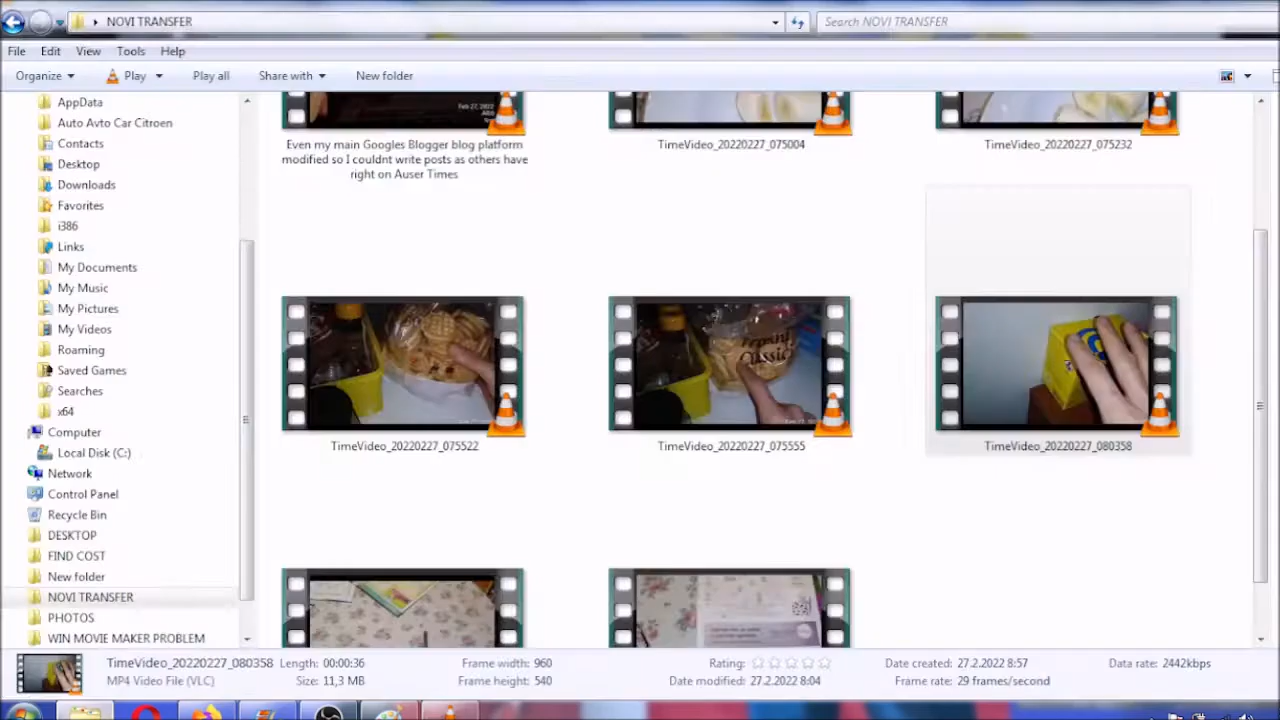 NOVI TRANSFER
Search NOVI TRANSFER
File Edit View Tools Help
Organize Play Play all Share with New folder
AppData
Auto Avto Car Citroen
Contacts
Desktop
Downloads
Favorites
i386
Links
My Documents
My Music
My Pictures
My Videos
Roaming
Saved Games
Searches
x64
Computer
Local Disk (C:)
Network
Control Panel
Recycle Bin
DESKTOP
FIND COST
New folder
NOVI TRANSFER
PHOTOS
WIN MOVIE MAKER PROBLEM
Feb 27, 2022
Even my main Googles Blogger blog platform
modified so I couldnt write posts as others have
right on Auser Times
TimeVideo_20220227_075004
TimeVideo_20220227_075232
Classic
TimeVideo_20220227_075522
TimeVideo_20220227_075555
TimeVideo_20220227_080358
TimeVideo_20220227_080358 Length: 00:00:36 Frame width: 960 Rating: Date created: 27.2.2022 8:57 Data rate: 2442kbps
MP4 Video File (VLC) Size: 11,3 MB Frame height: 540 Date modified: 27.2.2022 8:04 Frame rate: 29 frames/second